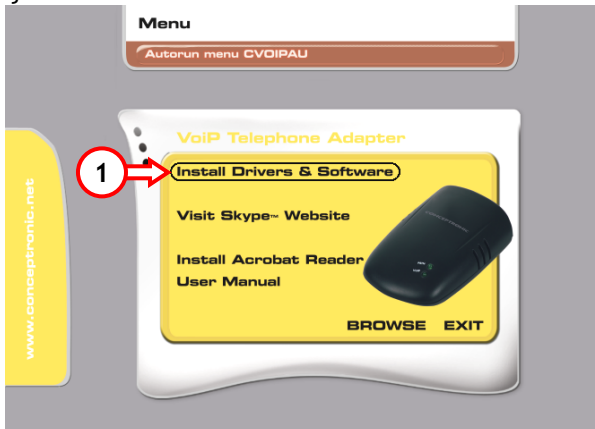 Menu
Autorun menu CVOIPAU
www.conceptronic.net
VoiP Telephone Adapter
1
Install Drivers & Software
Visit Skype™ Website
Install Acrobat Reader
User Manual
BROWSE EXIT